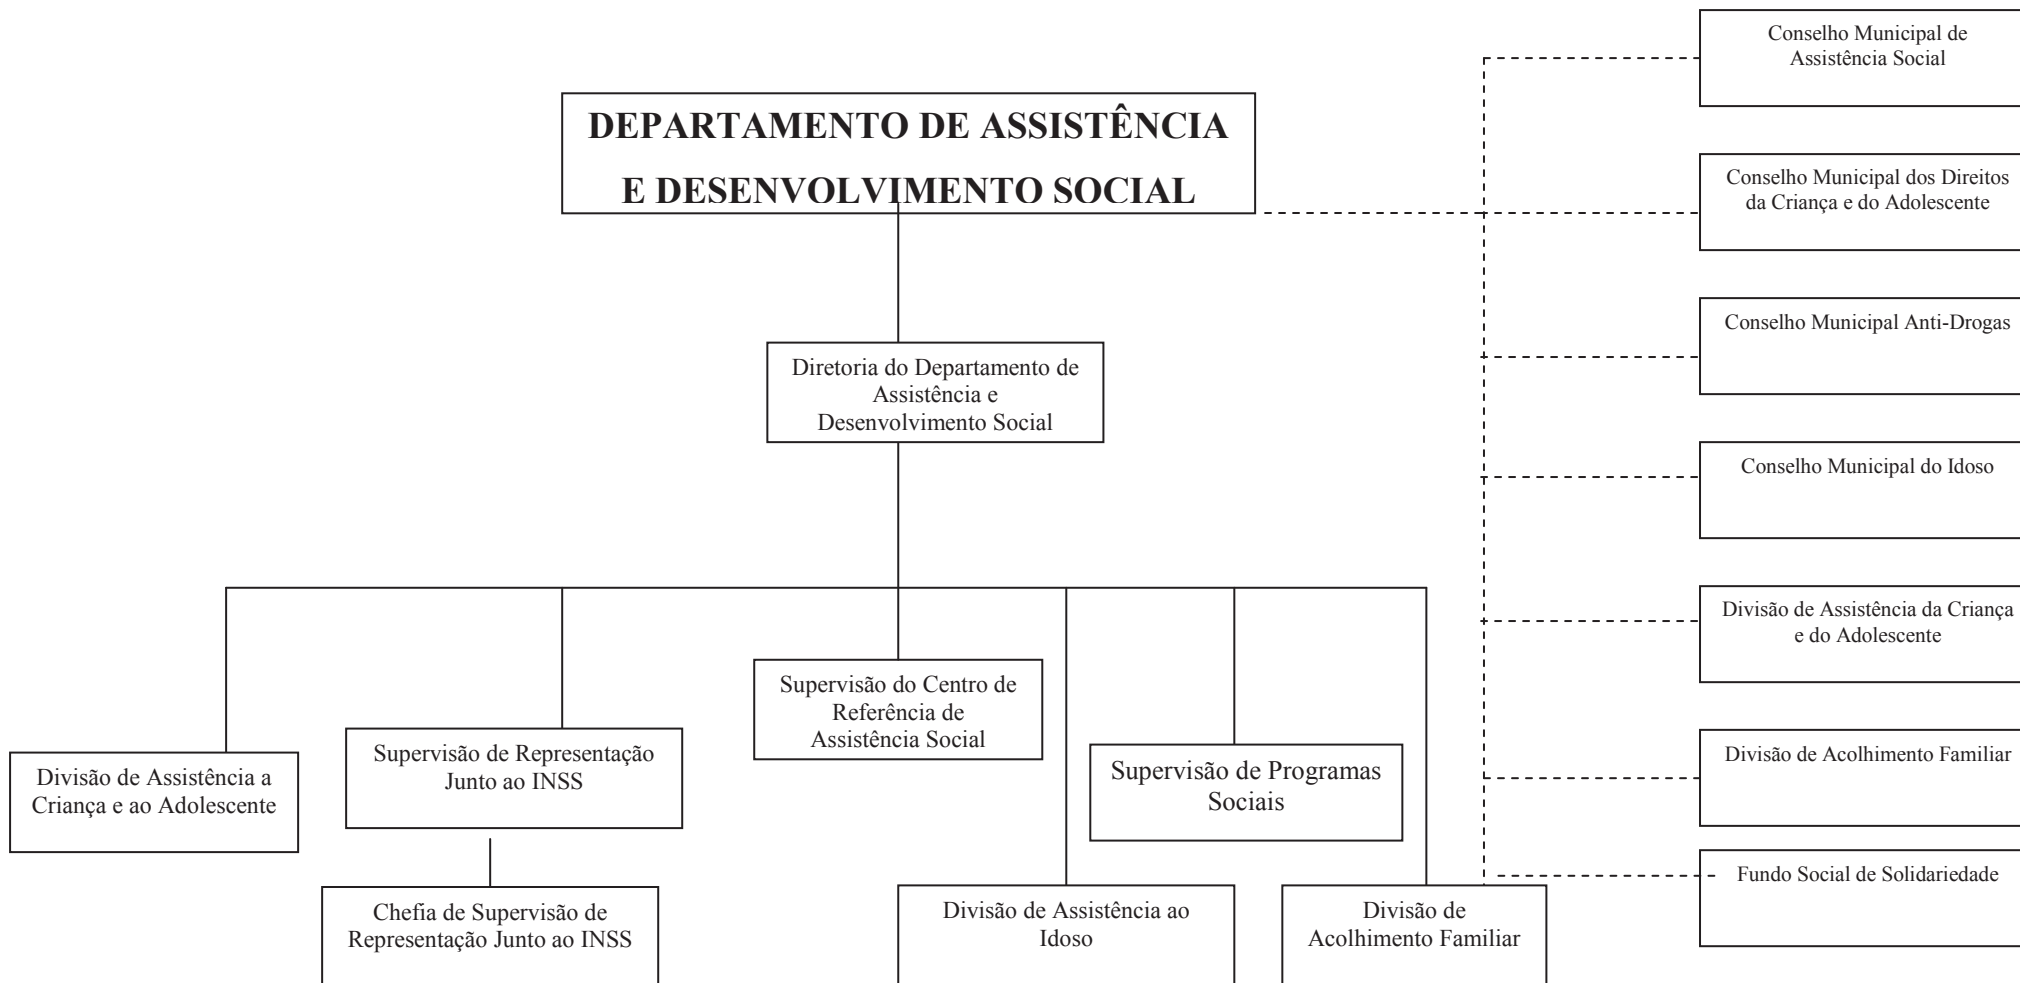 DEPARTAMENTO DE ASSISTÊNCIA
E DESENVOLVIMENTO SOCIAL
Diretoria do Departamento de
Assistência e
Desenvolvimento Social
Divisão de Assistência a
Criança e ao Adolescente
Supervisão de Representação
Junto ao INSS
Chefia de Supervisão de
Representação Junto ao INSS
Supervisão do Centro de
Referência de
Assistência Social
Divisão de Assistência ao
Idoso
Supervisão de Programas
Sociais
Divisão de
Acolhimento Familiar
Conselho Municipal de
Assistência Social
Conselho Municipal dos Direitos
da Criança e do Adolescente
Conselho Municipal Anti-Drogas
Conselho Municipal do Idoso
Divisão de Assistência da Criança
e do Adolescente
Divisão de Acolhimento Familiar
Fundo Social de Solidariedade